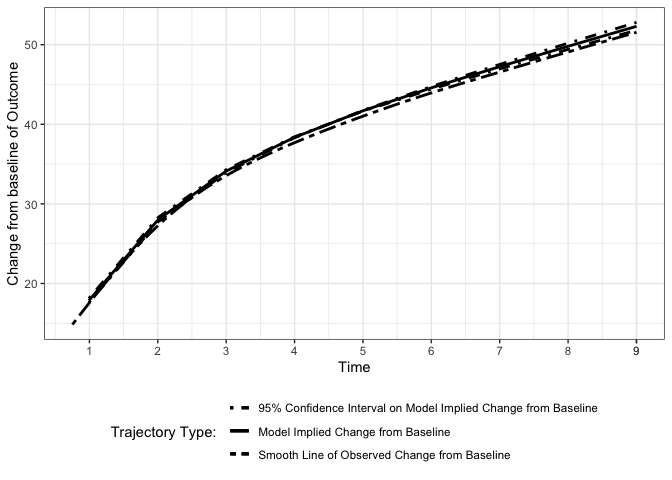 Change from baseline of Outcome
50
40
30
20
1 2 3 4 5 6 7 8 9
Time
Trajectory Type:
95% Confidence Interval on Model Implied Change from Baseline
Model Implied Change from Baseline
Smooth Line of Observed Change from Baseline